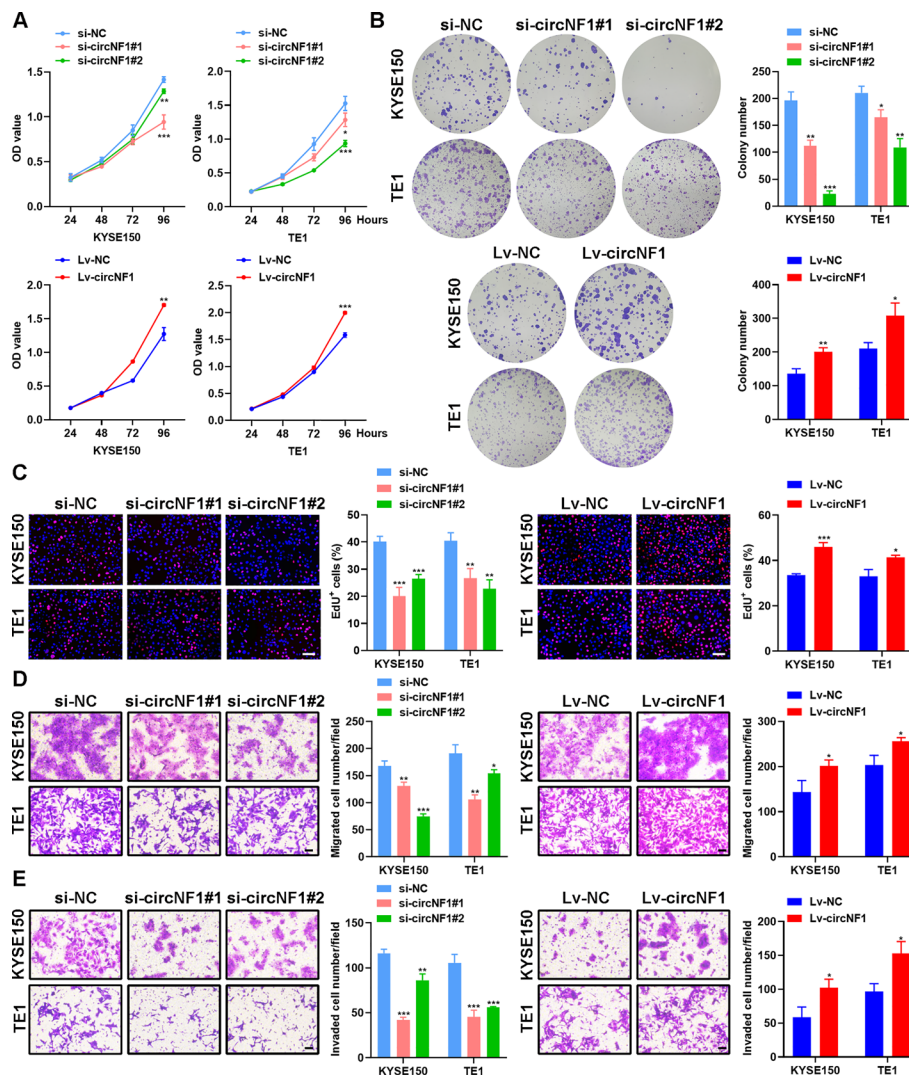 A
si-NC
si-circNF1#1
si-circNF1#2
OD value
1.5
1.0
0.5
0.0
**
***
24 48 72 96
KYSE150
si-NC
si-circNF1#1
si-circNF1#2
OD value
2.0
1.5
1.0
0.5
0.0
*
***
24 48 72 96 Hours
TE1
Lv-NC
Lv-circNF1
OD value
2.0
1.5
1.0
0.5
0.0
**
24 48 72 96
KYSE150
Lv-NC
Lv-circNF1
OD value
2.5
2.0
1.5
1.0
0.5
0.0
***
24 48 72 96 Hours
TE1
B
si-NC si-circNF1#1 si-circNF1#2
KYSE150
TE1
Lv-NC Lv-circNF1
KYSE150
TE1
si-NC
si-circNF1#1
si-circNF1#2
Colony number
250
200
150
100
50
0
** *** * **
KYSE150 TE1
Lv-NC
Lv-circNF1
Colony number
400
300
200
100
0
** *
KYSE150 TE1
C
si-NC si-circNF1#1 si-circNF1#2
KYSE150
TE1
si-NC
si-circNF1#1
si-circNF1#2
EdU+ cells (%)
60
40
20
0
*** *** ** **
KYSE150 TE1
Lv-NC Lv-circNF1
Lv-NC
Lv-circNF1
EdU+ cells (%)
60
40
20
0
*** *
KYSE150 TE1
D
si-NC si-circNF1#1 si-circNF1#2
KYSE150
TE1
si-NC
si-circNF1#1
si-circNF1#2
Migrated cell number/field
250
200
150
100
50
0
** *** ** *
KYSE150 TE1
Lv-NC Lv-circNF1
Lv-NC
Lv-circNF1
Migrated cell number/field
300
200
100
0
* *
KYSE150 TE1
E
si-NC si-circNF1#1 si-circNF1#2
KYSE150
TE1
si-NC
si-circNF1#1
si-circNF1#2
Invaded cell number/field
150
100
50
0
*** ** *** ***
KYSE150 TE1
Lv-NC Lv-circNF1
Lv-NC
Lv-circNF1
Invaded cell number/field
200
150
100
50
0
* *
KYSE150 TE1